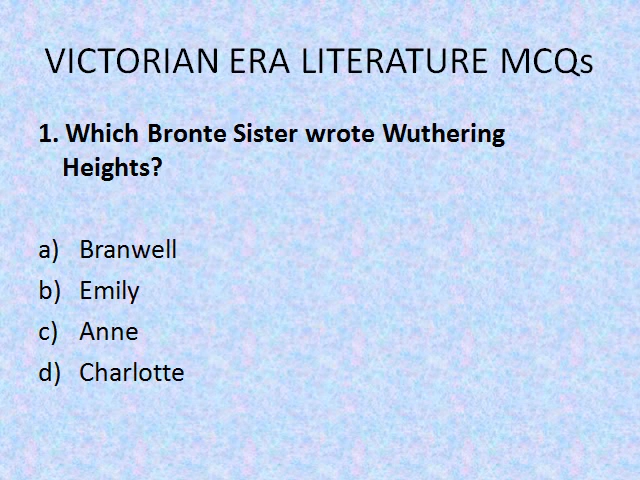 VICTORIAN ERA LITERATURE MCQs
1. Which Bronte Sister wrote Wuthering
Heights?
a) Branwell
b) Emily
c) Anne
d) Charlotte